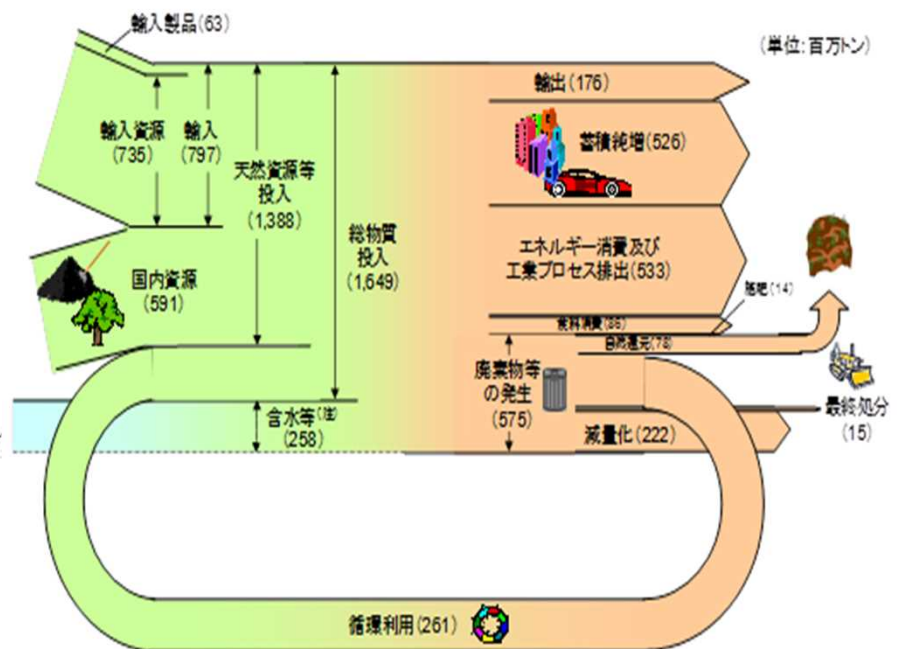 輸入製品(63)
(単位:百万トン)
輸入資源
(735)
輸入
(797)
天然資源等
投入
(1,388)
総物質
投入
(1,649)
国内資源
(591)
含水等(注)
(258)
輸出(176)
蓄積純増(526)
エネルギー消費及び
工業プロセス排出(533)
施肥(14)
食料消費(86)
自然還元(78)
廃棄物等
の発生
(575)
減量化(222)
最終処分
(15)
循環利用(261)